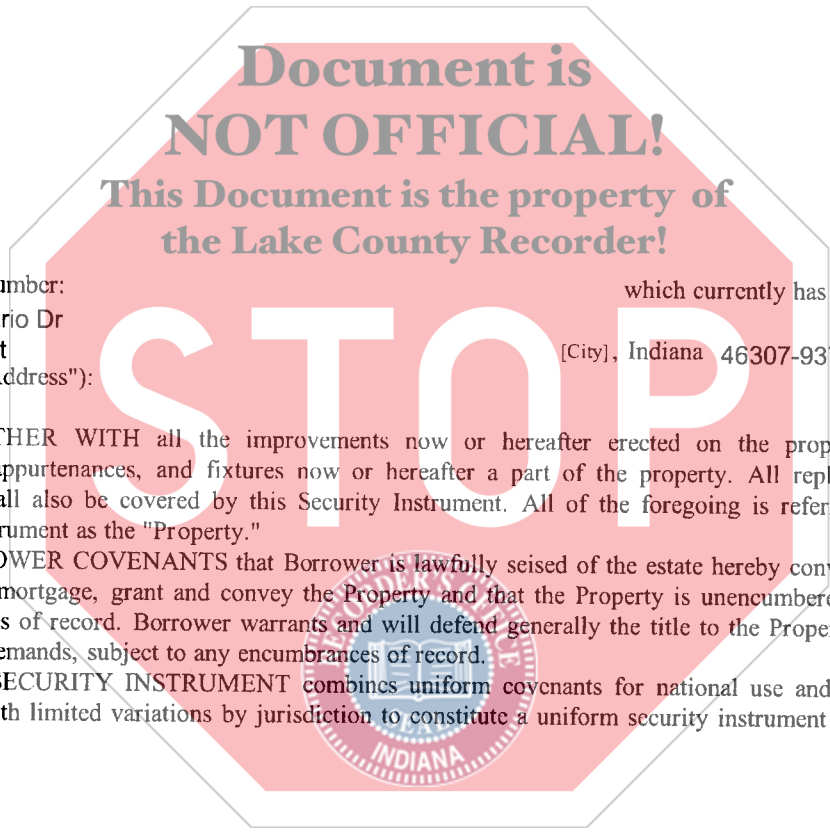 Document is
NOT OFFICIAL!
This Document is the property of
the Lake County Recorder!
umber: which currently has
rio Dr
t [City], Indiana 46307-937
ddress"):
STOP
THER WITH all the improvements now or hereafter erected on the prop
ppurtenances, and fixtures now or hereafter a part of the property. All repl
all also be covered by this Security Instrument. All of the foregoing is refer
rument as the "Property."
OWER COVENANTS that Borrower is lawfully seised of the estate hereby conv
mortgage, grant and convey the Property and that the Property is unencumbere
s of record. Borrower warrants and will defend generally the title to the Proper
emands, subject to any encumbrances of record.
SECURITY INSTRUMENT combines uniform covenants for national use and
th limited variations by jurisdiction to constitute a uniform security instrument
RECORDER'S OFFICE
INDIANA